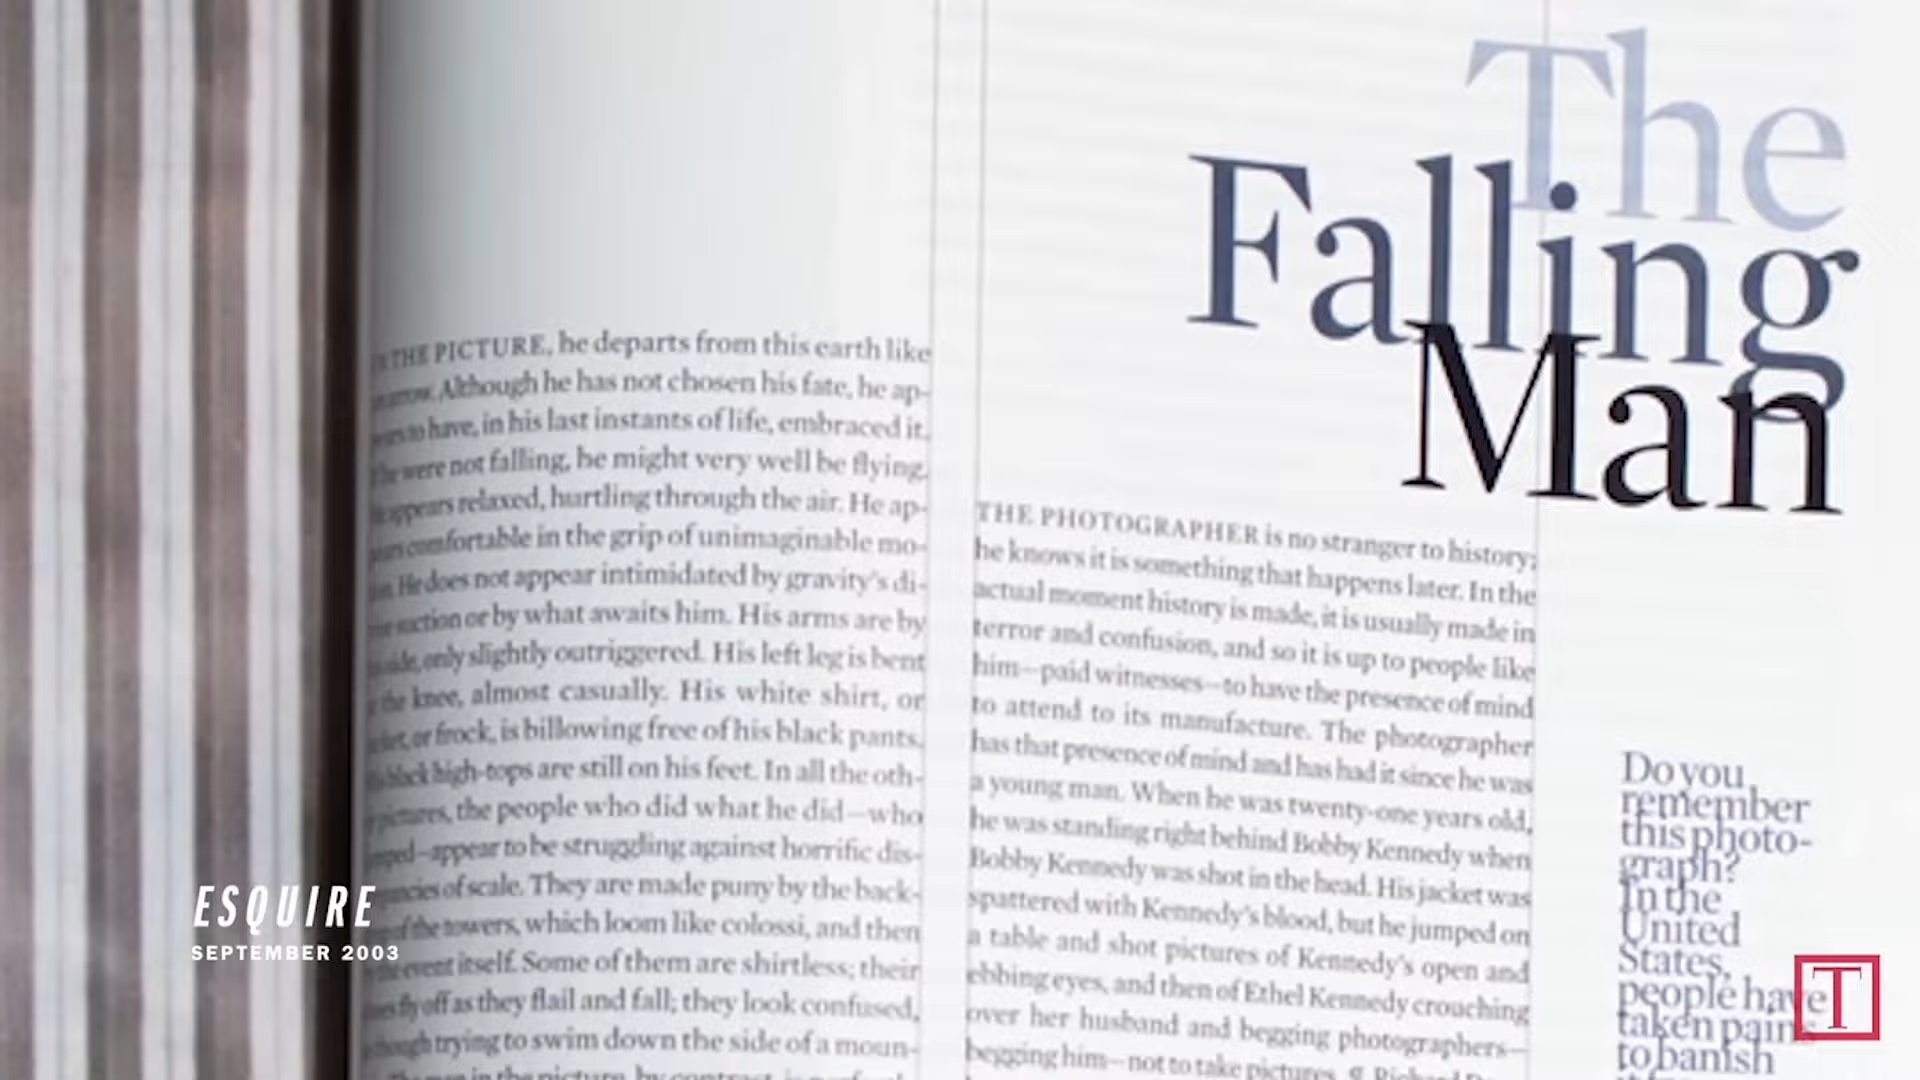 The
Falling
Man
THE PICTURE, he departs from this earth like
arrow. Although he has not chosen his fate, he ap-
to have, in his last instants of life, embraced it.
he were not falling, he might very well be flying.
appears relaxed, hurtling through the air. He ap-
comfortable in the grip of unimaginable mo-
He does not appear intimidated by gravity's di-
suction or by what awaits him. His arms are by
side, only slightly outriggered. His left leg is bent
the knee, almost casually. His white shirt, or
or frock, is billowing free of his black pants.
black high-tops are still on his feet. In all the oth-
pictures, the people who did what he did—who
appear to be struggling against horrific dis-
of scale. They are made puny by the back-
of the towers, which loom like colossi, and then
the event itself. Some of them are shirtless; their
fly off as they flail and fall; they look confused,
though trying to swim down the side of a moun-
in the picture, by contrast, is
THE PHOTOGRAPHER is no stranger to history;
he knows it is something that happens later. In the
actual moment history is made, it is usually made in
terror and confusion, and so it is up to people like
him—paid witnesses—to have the presence of mind
to attend to its manufacture. The photographer
has that presence of mind and has had it since he was
a young man. When he was twenty-one years old,
he was standing right behind Bobby Kennedy when
Bobby Kennedy was shot in the head. His jacket was
spattered with Kennedy's blood, but he jumped on
a table and shot pictures of Kennedy's open and
ebbing eyes, and then of Ethel Kennedy crouching
over her husband and begging photographers—
begging him—not to take pictures. ¶ Richard
Do you
remember
this photo-
graph?
In the
United
States,
people have
taken pains
to banish
ESQUIRE
SEPTEMBER 2003
T